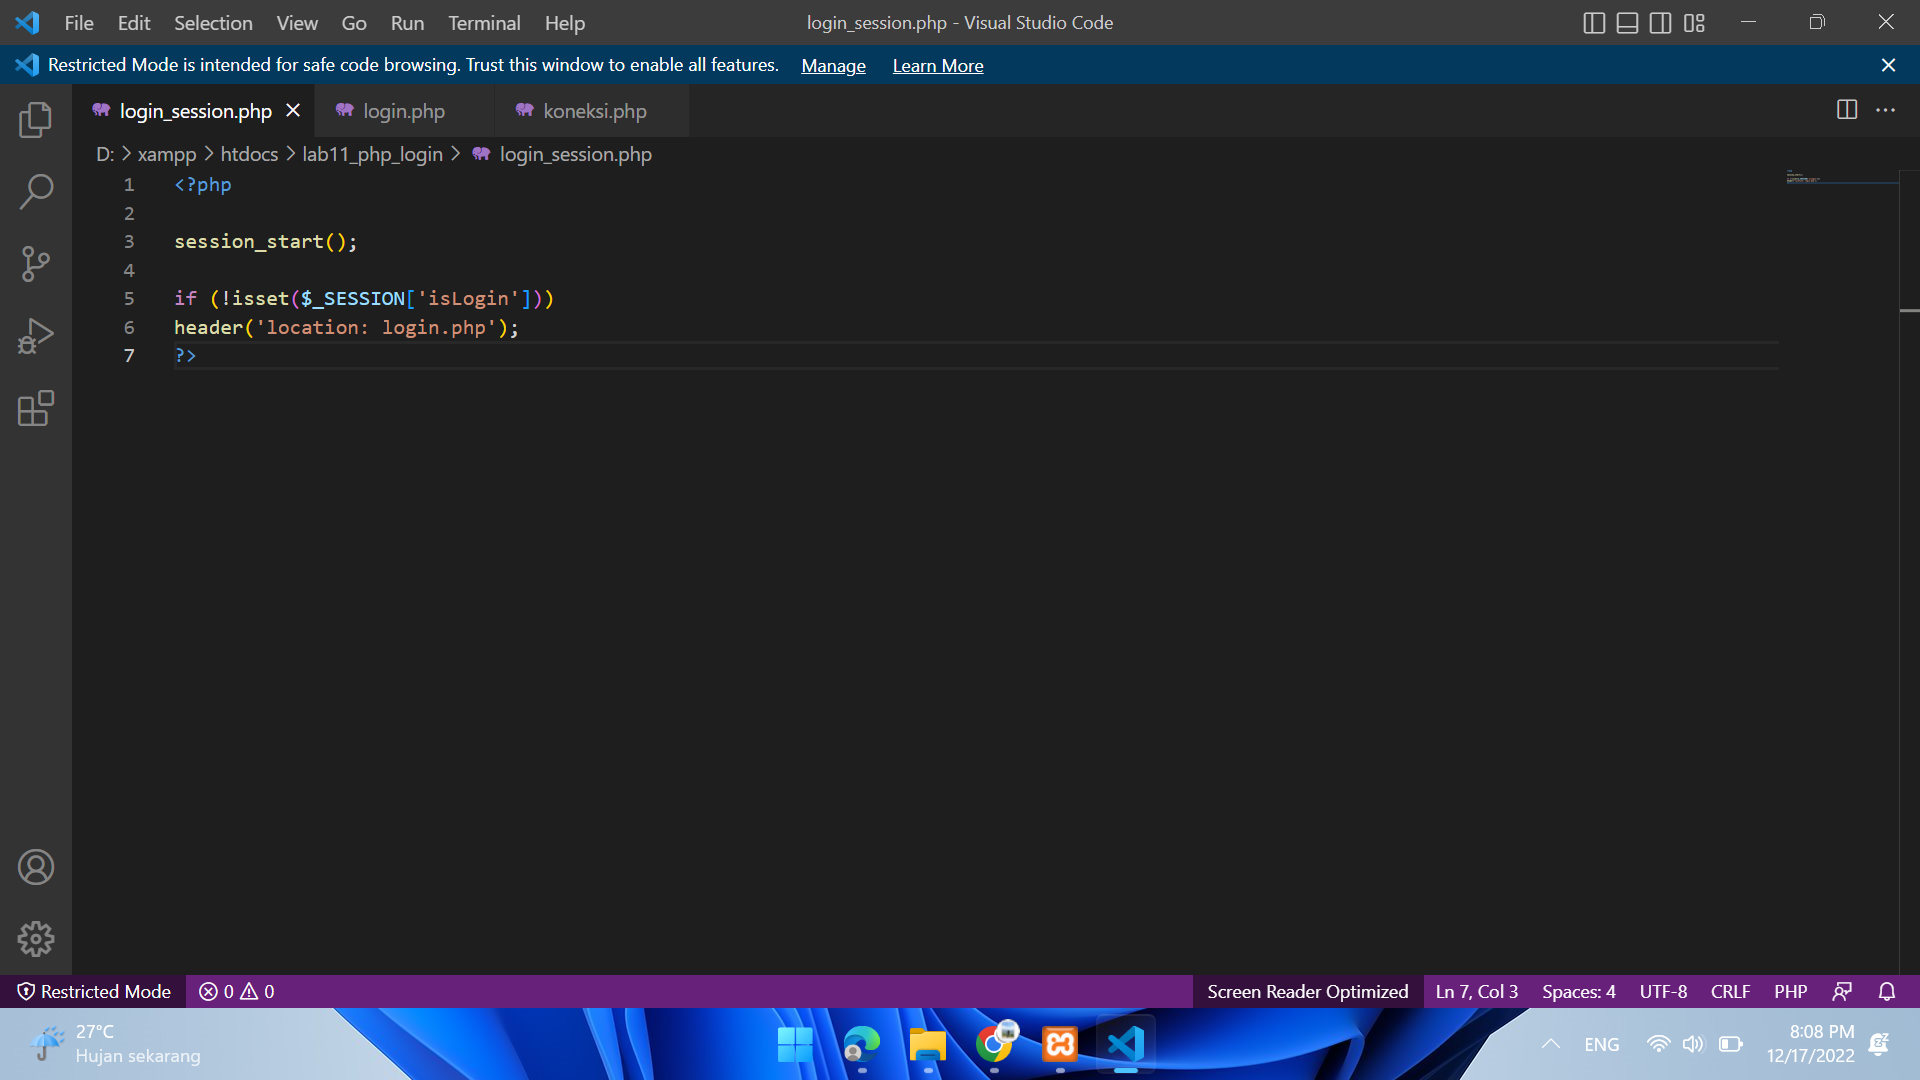 File Edit Selection View Go Run Terminal Help login_session.php - Visual Studio Code
Restricted Mode is intended for safe code browsing. Trust this window to enable all features. Manage Learn More
login_session.php login.php koneksi.php
D: > xampp > htdocs > lab11_php_login > login_session.php
1 <?php
2
3 session_start();
4
5 if (!isset($_SESSION['isLogin']))
6 header('location: login.php');
7 ?>
Restricted Mode 0 0 Screen Reader Optimized Ln 7, Col 3 Spaces: 4 UTF-8 CRLF PHP
27°C
Hujan sekarang
ENG
8:08 PM
12/17/2022